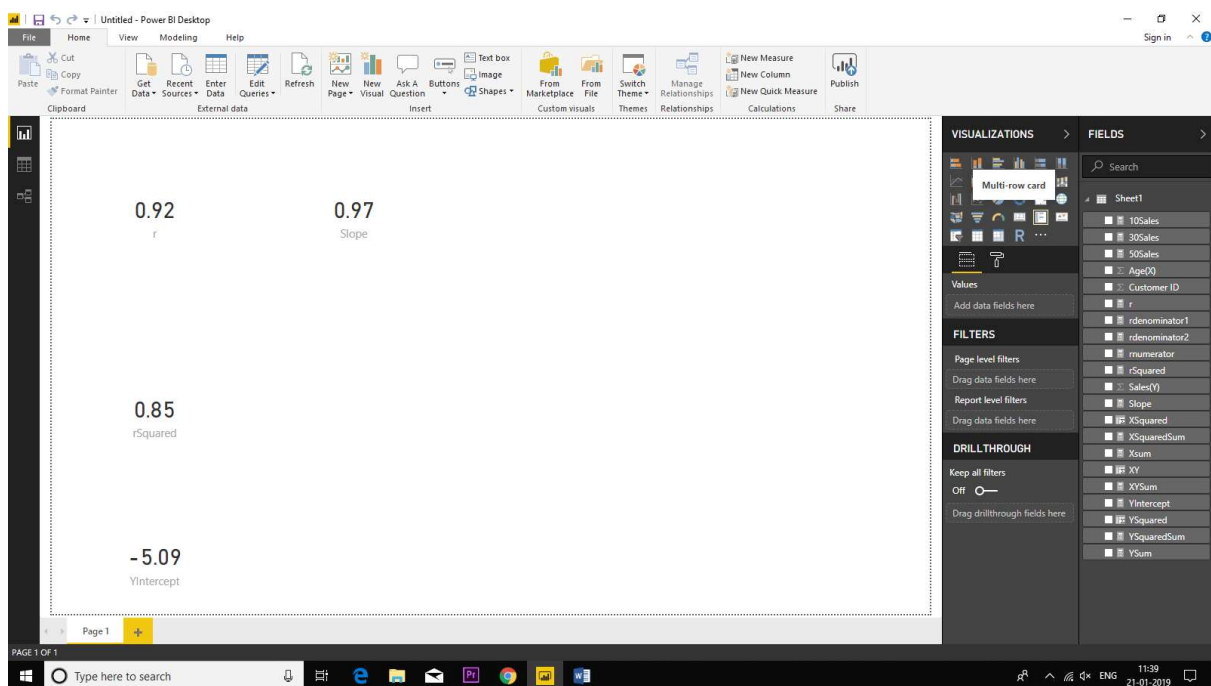 Untitled - Power BI Desktop
File Home View Modeling Help
Sign in
Paste
Cut
Copy
Format Painter
Clipboard
Get Data
Recent Sources
Enter Data
Edit Queries
External data
Refresh
New Page
New Visual
Ask A Question
Buttons
Text box
Image
Shapes
Insert
From Marketplace
From File
Custom visuals
Switch Theme
Themes
Manage Relationships
Relationships
New Measure
New Column
New Quick Measure
Calculations
Publish
Share
0.92
r
0.97
Slope
0.85
rSquared
-5.09
YIntercept
VISUALIZATIONS
Multi-row card
R
Values
Add data fields here
FILTERS
Page level filters
Drag data fields here
Report level filters
Drag data fields here
DRILLTHROUGH
Keep all filters
Off
Drag drillthrough fields here
FIELDS
Search
Sheet1
10Sales
30Sales
50Sales
Age(X)
Customer ID
r
rdenominator1
rdenominator2
rnumerator
rSquared
Sales(Y)
Slope
XSquared
XSquaredSum
Xsum
XY
XYSum
YIntercept
YSquared
YSquaredSum
YSum
Page 1
PAGE 1 OF 1
Type here to search
Pr
ENG
11:39
21-01-2019